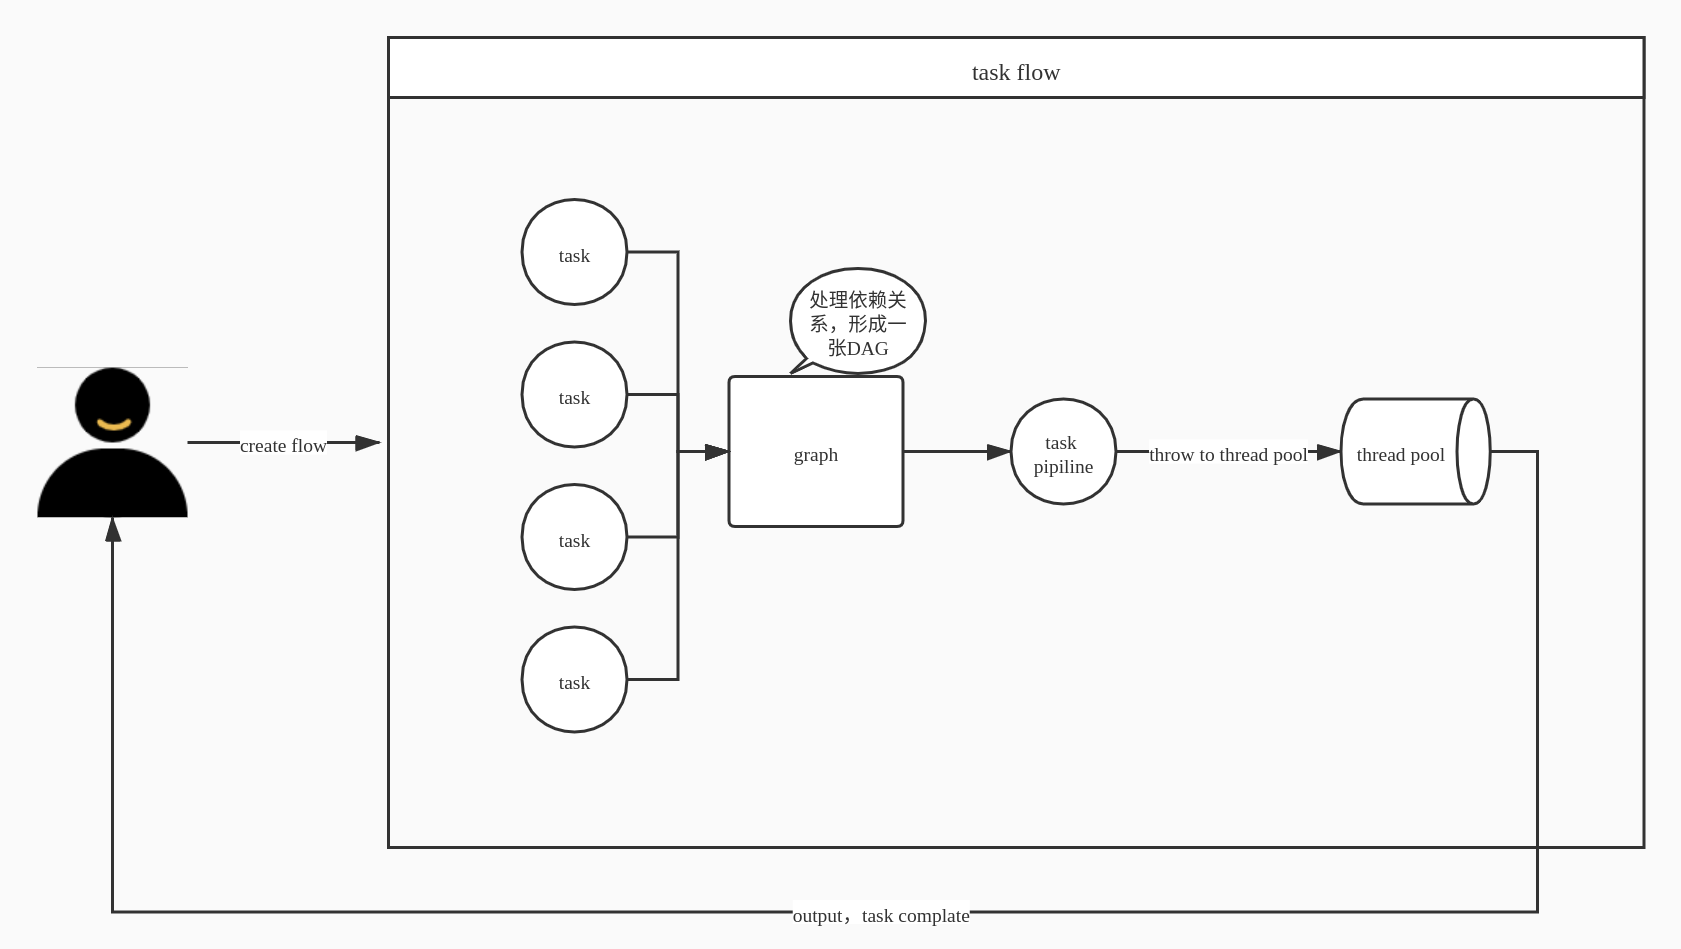 task flow
task
task
task
task
处理依赖关
系，形成一
张DAG
graph
task
pipiline
throw to thread pool
thread pool
create flow
output，task complate